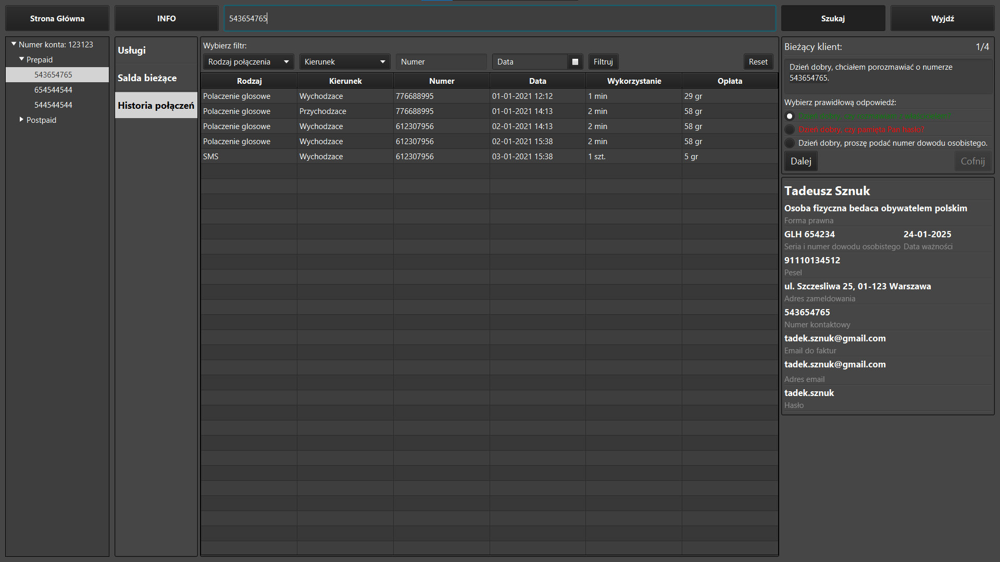 Strona Główna
INFO
543654765
Szukaj
Wyjdź
Numer konta: 123123
Prepaid
543654765
654544544
544544544
Postpaid
Usługi
Salda bieżące
Historia połączeń
Wybierz filtr:
Rodzaj połączenia
Kierunek
Numer
Data
Filtruj
Reset
Rodzaj Kierunek Numer Data Wykorzystanie Opłata
Polaczenie glosowe Wychodzace 776688995 01-01-2021 12:12 1 min 29 gr
Polaczenie glosowe Przychodzace 776688995 01-01-2021 14:13 2 min 58 gr
Polaczenie glosowe Wychodzace 612307956 02-01-2021 14:13 2 min 58 gr
Polaczenie glosowe Wychodzace 612307956 02-01-2021 15:38 2 min 58 gr
SMS Wychodzace 612307956 03-01-2021 15:38 1 szt. 5 gr
Bieżący klient: 1/4
Dzień dobry, chciałem porozmawiać o numerze
543654765.
Wybierz prawidłową odpowiedź:
Dzień dobry, czy rozmawiam z właścicielem?
Dzień dobry, czy pamięta Pan hasło?
Dzień dobry, proszę podać numer dowodu osobistego.
Dalej
Cofnij
Tadeusz Sznuk
Osoba fizyczna bedaca obywatelem polskim
Forma prawna
GLH 654234 24-01-2025
Seria i numer dowodu osobistego Data ważności
91110134512
Pesel
ul. Szczesliwa 25, 01-123 Warszawa
Adres zameldowania
543654765
Numer kontaktowy
tadek.sznuk@gmail.com
Email do faktur
tadek.sznuk@gmail.com
Adres email
tadek.sznuk
Hasło